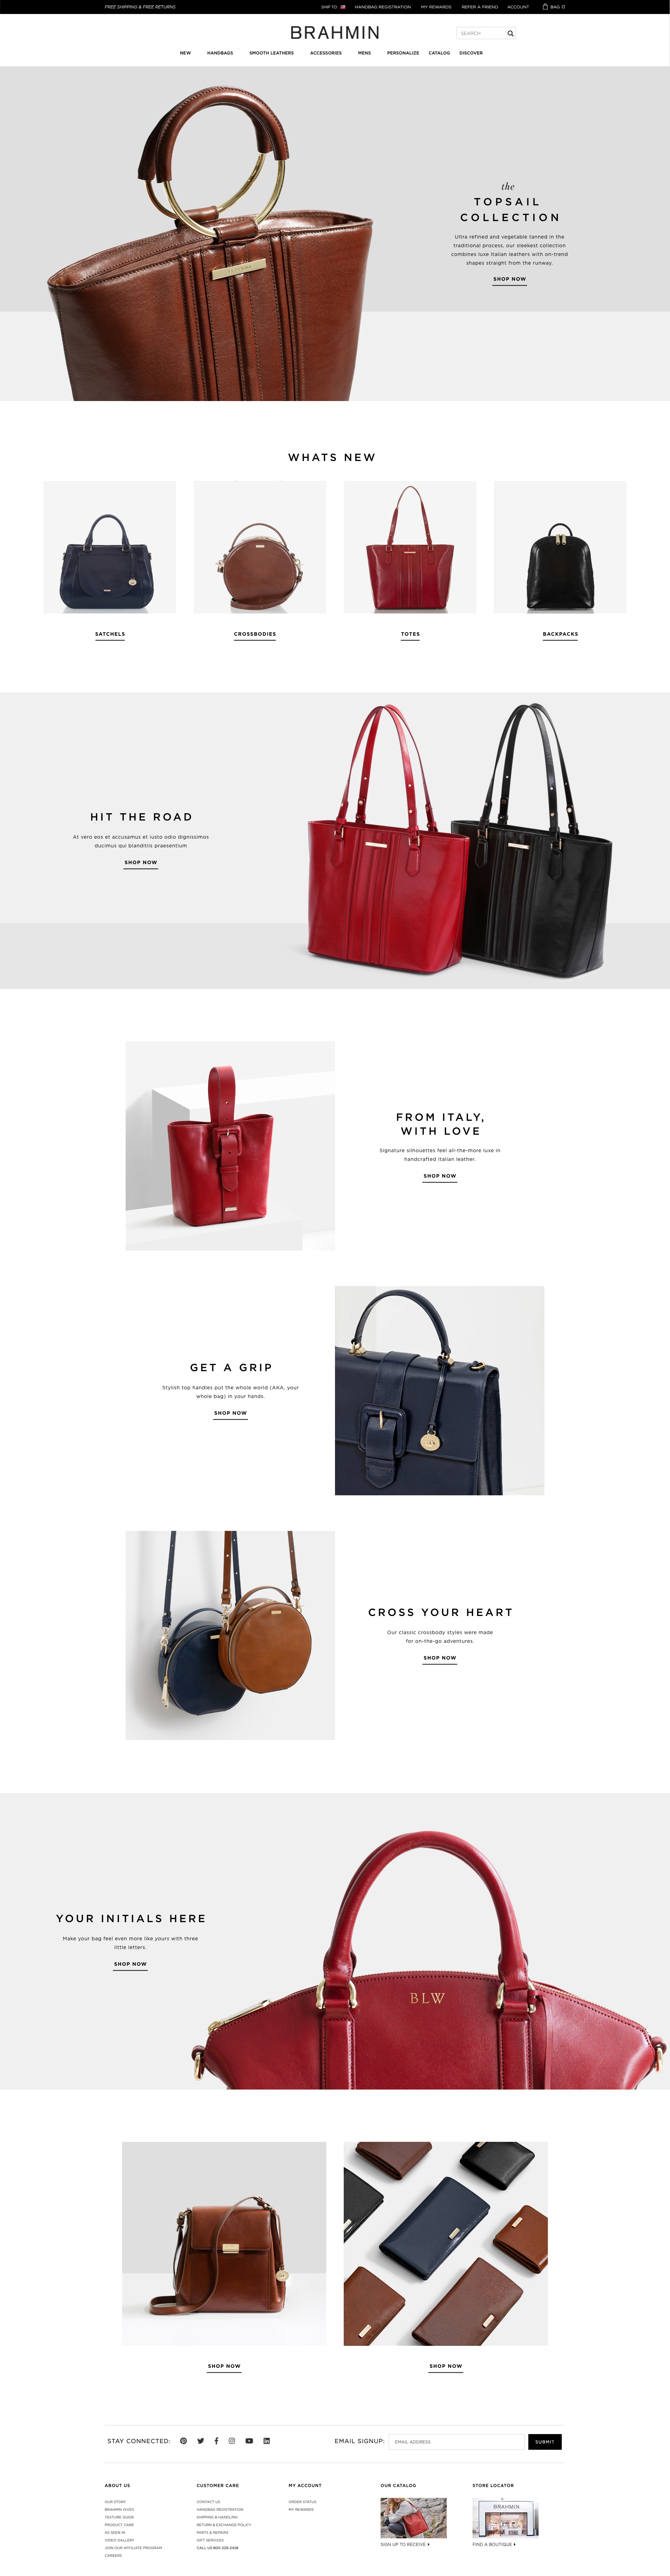 FREE SHIPPING & FREE RETURNS
SHIP TO HANDBAG REGISTRATION MY REWARDS REFER A FRIEND ACCOUNT BAG 0
BRAHMIN
SEARCH
NEW HANDBAGS SMOOTH LEATHERS ACCESSORIES MENS PERSONALIZE CATALOG DISCOVER
the
TOPSAIL
COLLECTION
Ultra refined and vegetable tanned in the
traditional process, our sleekest collection
combines luxe Italian leathers with on-trend
shapes straight from the runway.
SHOP NOW
WHATS NEW
SATCHELS
CROSSBODIES
TOTES
BACKPACKS
HIT THE ROAD
At vero eos et accusamus et iusto odio dignissimos
ducimus qui blanditiis praesentium
SHOP NOW
FROM ITALY,
WITH LOVE
Signature silhouettes feel all-the-more luxe in
handcrafted Italian leather.
SHOP NOW
GET A GRIP
Stylish top handles put the whole world (AKA, your
whole bag) in your hands.
SHOP NOW
CROSS YOUR HEART
Our classic crossbody styles were made
for on-the-go adventures.
SHOP NOW
YOUR INITIALS HERE
Make your bag feel even more like yours with three
little letters.
SHOP NOW
BLW
SHOP NOW
SHOP NOW
STAY CONNECTED:
EMAIL SIGNUP: EMAIL ADDRESS SUBMIT
ABOUT US
OUR STORY
BRAHMIN GIVES
TEXTURE GUIDE
PRODUCT CARE
AS SEEN IN
VIDEO GALLERY
JOIN OUR AFFILIATE PROGRAM
CAREERS
CUSTOMER CARE
CONTACT US
HANDBAG REGISTRATION
SHIPPING & HANDLING
RETURN & EXCHANGE POLICY
PARTS & REPAIRS
GIFT SERVICES
CALL US 800-229-2428
MY ACCOUNT
ORDER STATUS
MY REWARDS
OUR CATALOG
SIGN UP TO RECEIVE
STORE LOCATOR
BRAHMIN
FIND A BOUTIQUE